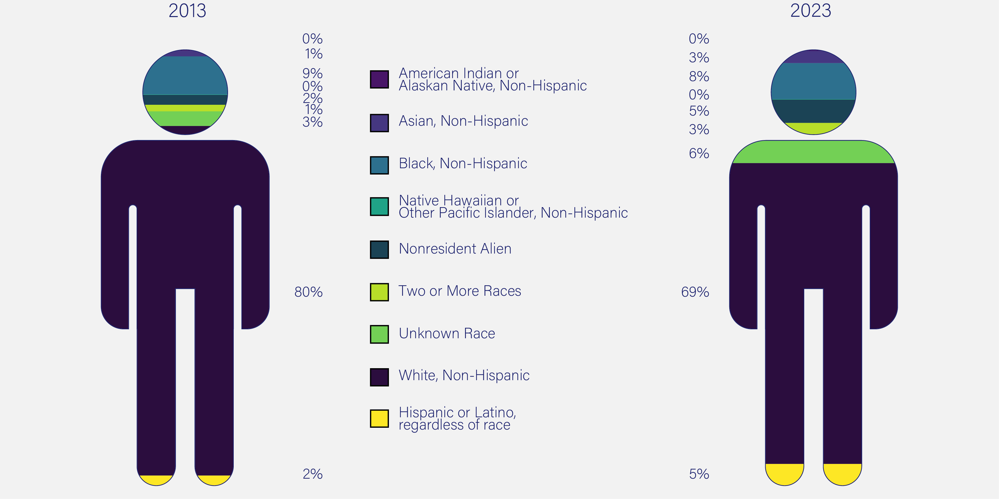 2013
0%
1%
9%
0%
2%
1%
3%
80%
2%
American Indian or
Alaskan Native, Non-Hispanic
Asian, Non-Hispanic
Black, Non-Hispanic
Native Hawaiian or
Other Pacific Islander, Non-Hispanic
Nonresident Alien
Two or More Races
Unknown Race
White, Non-Hispanic
Hispanic or Latino,
regardless of race
2023
0%
3%
8%
0%
5%
3%
6%
69%
5%